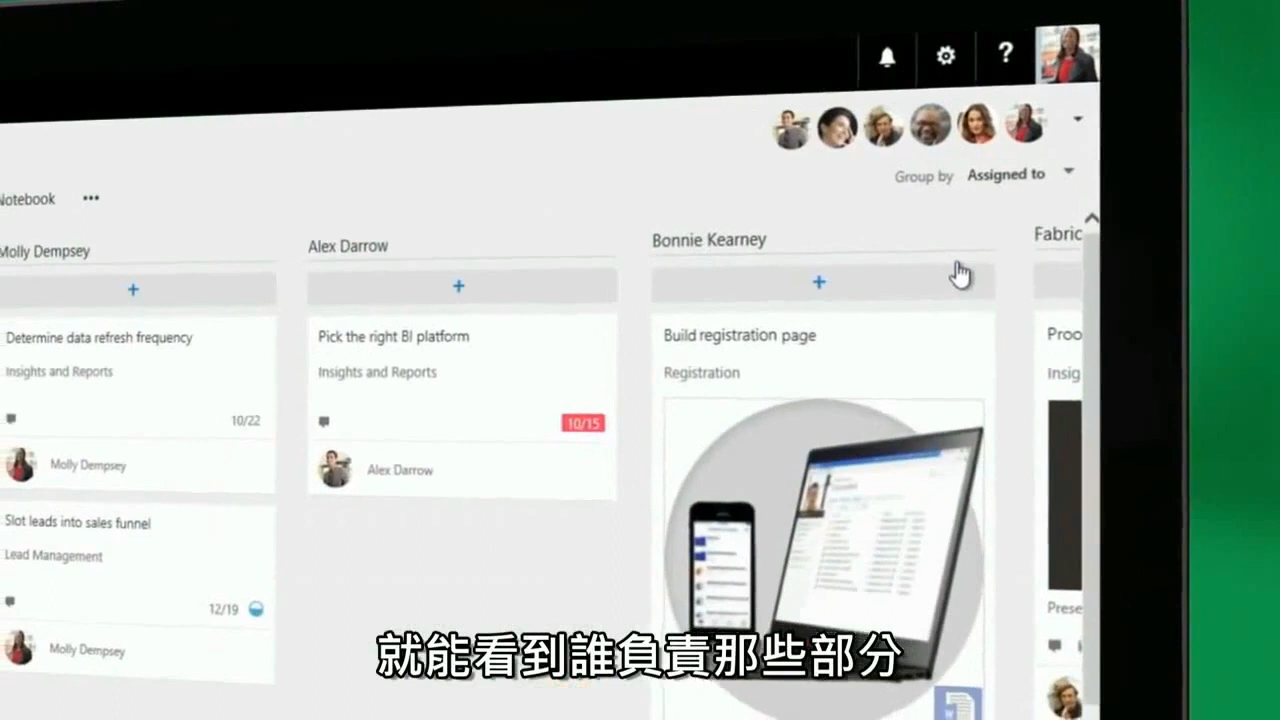 ?
Group by Assigned to
Notebook •••
Molly Dempsey
Alex Darrow
Bonnie Kearney
Fabric
+
+
+
Determine data refresh frequency
Insights and Reports
10/22
Molly Dempsey
Slot leads into sales funnel
Lead Management
12/19
Molly Dempsey
Pick the right BI platform
Insights and Reports
10/15
Alex Darrow
Build registration page
Registration
Proo
Insig
Prese
W
就能看到誰負責那些部分